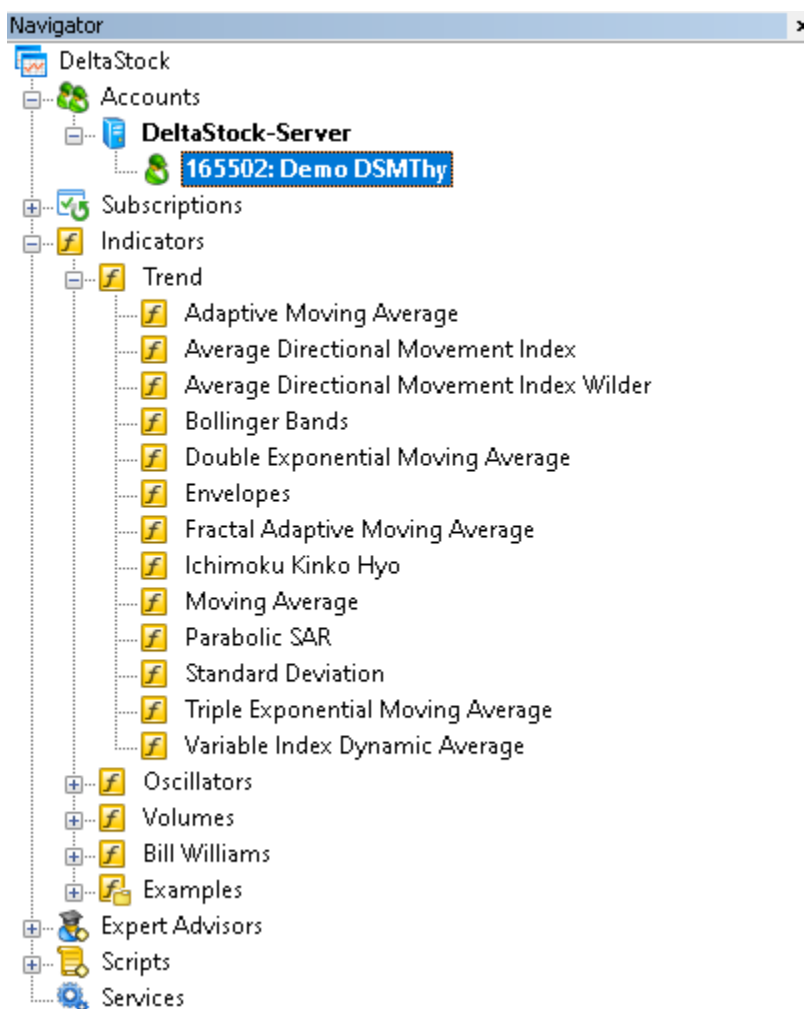 Navigator
DeltaStock
Accounts
DeltaStock-Server
165502: Demo DSMThy
Subscriptions
Indicators
Trend
Adaptive Moving Average
Average Directional Movement Index
Average Directional Movement Index Wilder
Bollinger Bands
Double Exponential Moving Average
Envelopes
Fractal Adaptive Moving Average
Ichimoku Kinko Hyo
Moving Average
Parabolic SAR
Standard Deviation
Triple Exponential Moving Average
Variable Index Dynamic Average
Oscillators
Volumes
Bill Williams
Examples
Expert Advisors
Scripts
Services